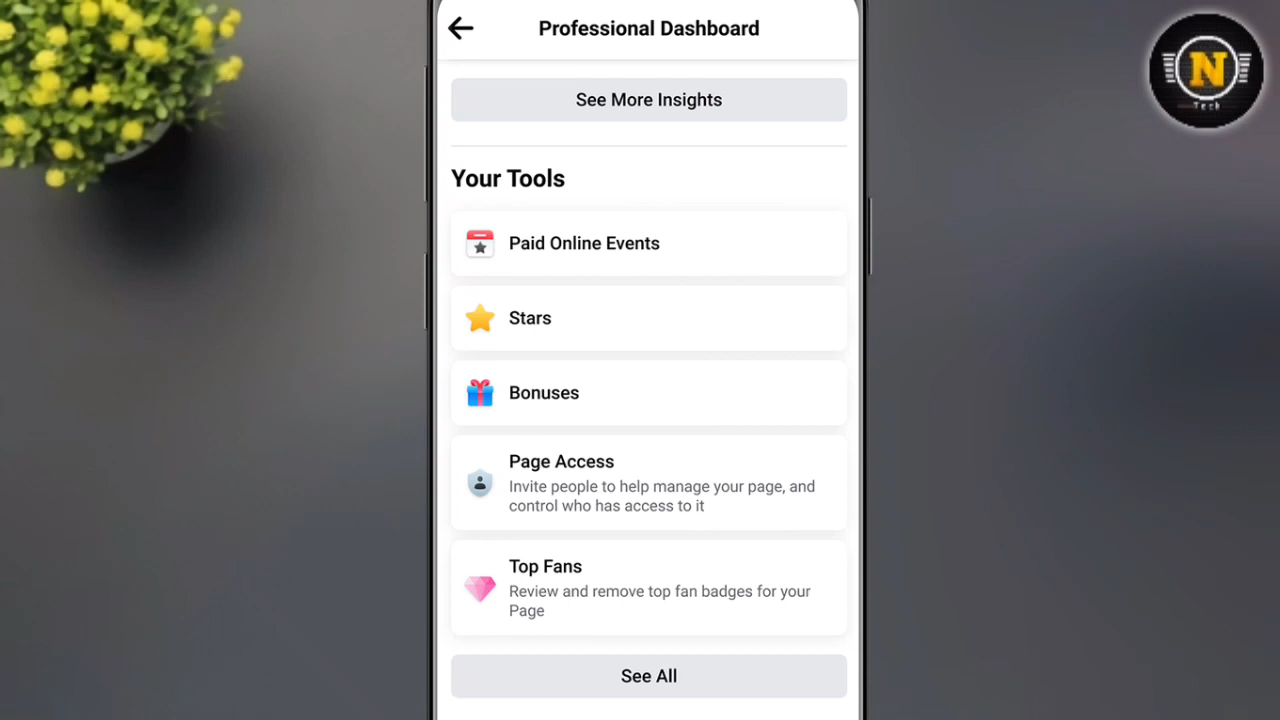 Professional Dashboard
See More Insights
Your Tools
Paid Online Events
Stars
Bonuses
Page Access
Invite people to help manage your page, and
control who has access to it
Top Fans
Review and remove top fan badges for your
Page
See All
N
Tech